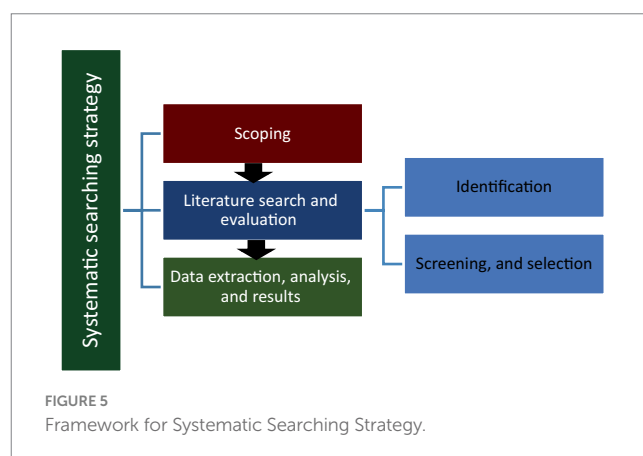 Systematic searching strategy
Scoping
Literature search and
evaluation
Data extraction, analysis,
and results
Identification
Screening, and selection
FIGURE 5
Framework for Systematic Searching Strategy.